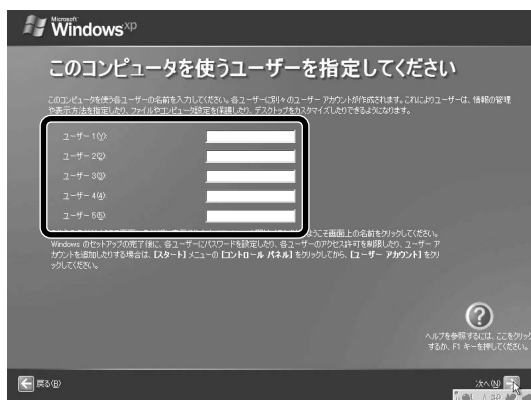 Microsoft
Windows xp
このコンピュータを使うユーザーを指定してください
このコンピュータを使う各ユーザーの名前を入力してください。各ユーザーに別々のユーザー アカウントが作成されます。これによりユーザーは、情報の管理
や表示方法を指定したり、ファイルやコンピュータ設定を保護したり、デスクトップをカスタマイズしたりできるようになります。
ユーザー 1(Y):
ユーザー 2(2):
ユーザー 3(3):
ユーザー 4(4):
ユーザー 5(5):
ようこそ画面上の名前をクリックしてください。
Windows のセットアップの完了後に、各ユーザーにパスワードを設定したり、各ユーザーのアクセス許可を制限したり、ユーザー ア
カウントを追加したりする場合は、[スタート] メニューの [コントロール パネル] をクリックしてから、[ユーザー アカウント] をクリ
ックしてください。
?
ヘルプを参照するには、ここをクリック
するか、F1 キーを押してください。
戻る(B)
次へ(N)